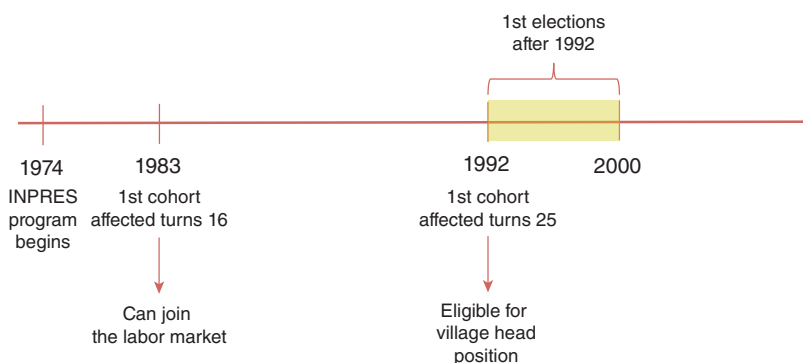 1st elections
after 1992
1974
INPRES
program
begins
1983
1st cohort
affected turns 16
Can join
the labor market
1992
1st cohort
affected turns 25
Eligible for
village head
position
2000